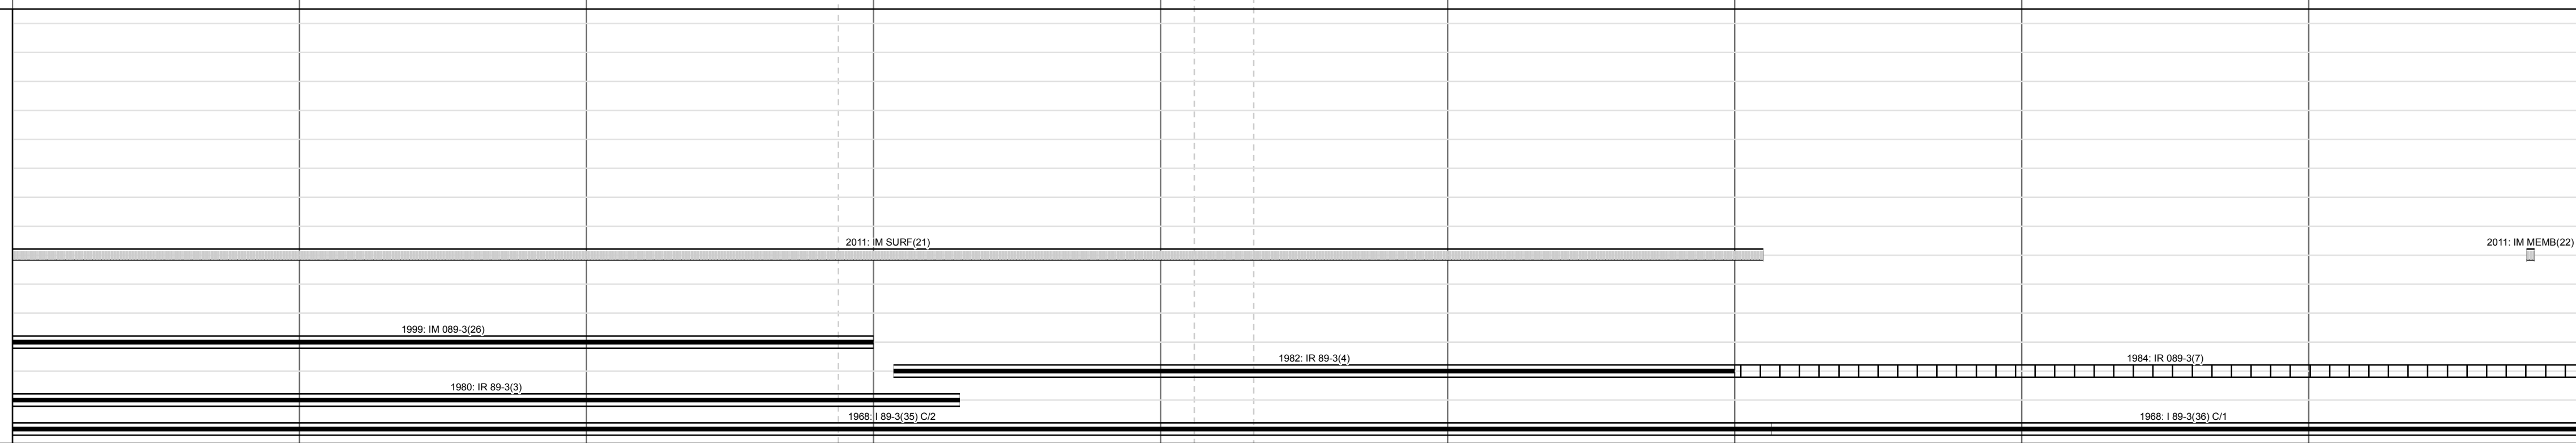 2011: IM SURF(21)
2011: IM MEMB(22)
1999: IM 089-3(26)
1982: IR 89-3(4)
1984: IR 089-3(7)
1980: IR 89-3(3)
1968: I 89-3(35) C/2
1968: I 89-3(36) C/1